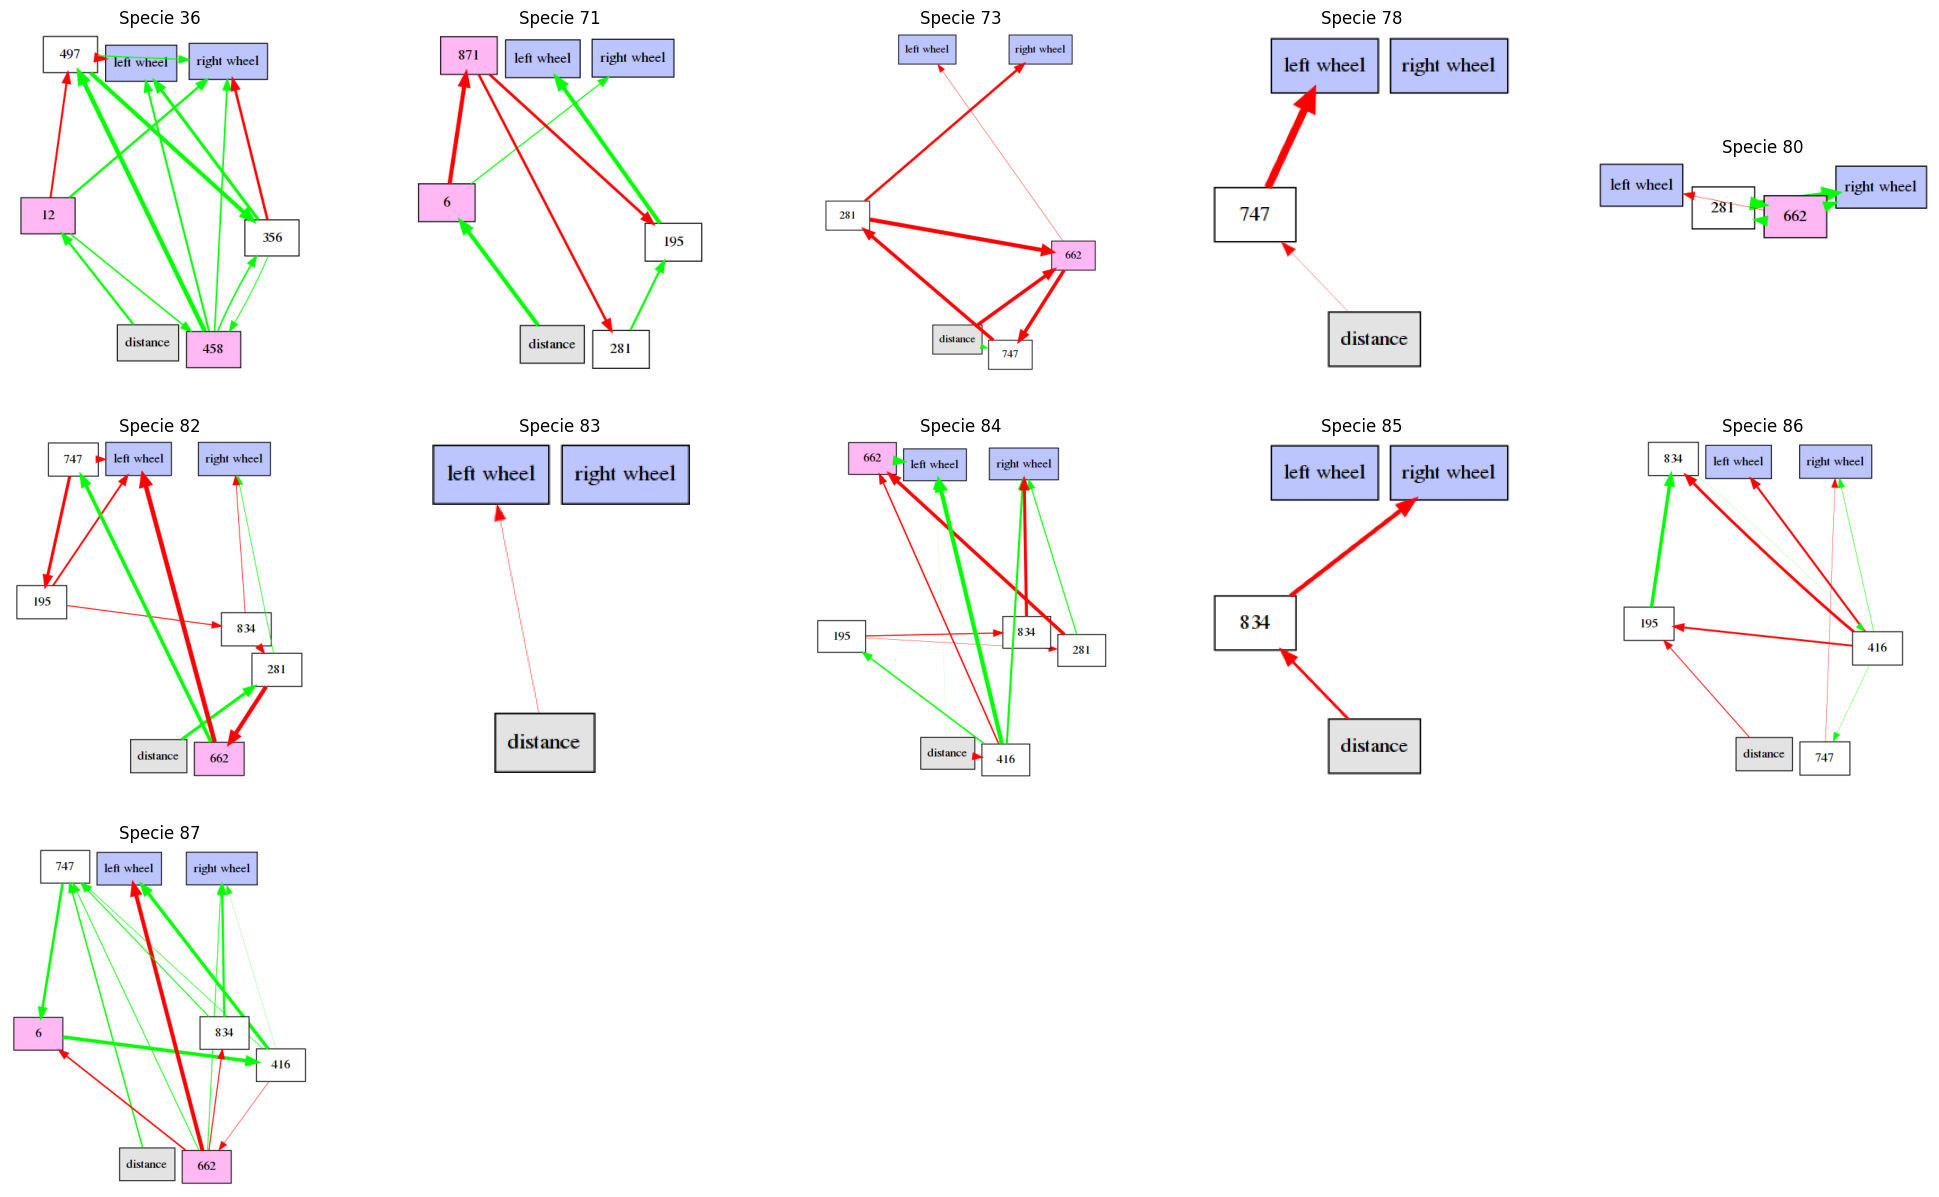 Specie 36
497
left wheel
right wheel
12
356
distance
458
Specie 71
871
left wheel
right wheel
6
195
distance
281
Specie 73
left wheel
right wheel
281
662
distance
747
Specie 78
left wheel
right wheel
747
distance
Specie 80
left wheel
281
662
right wheel
Specie 82
747
left wheel
right wheel
195
834
281
distance
662
Specie 83
left wheel
right wheel
distance
Specie 84
662
left wheel
right wheel
195
834
281
distance
416
Specie 85
left wheel
right wheel
834
distance
Specie 86
834
left wheel
right wheel
195
416
distance
747
Specie 87
747
left wheel
right wheel
6
834
416
distance
662